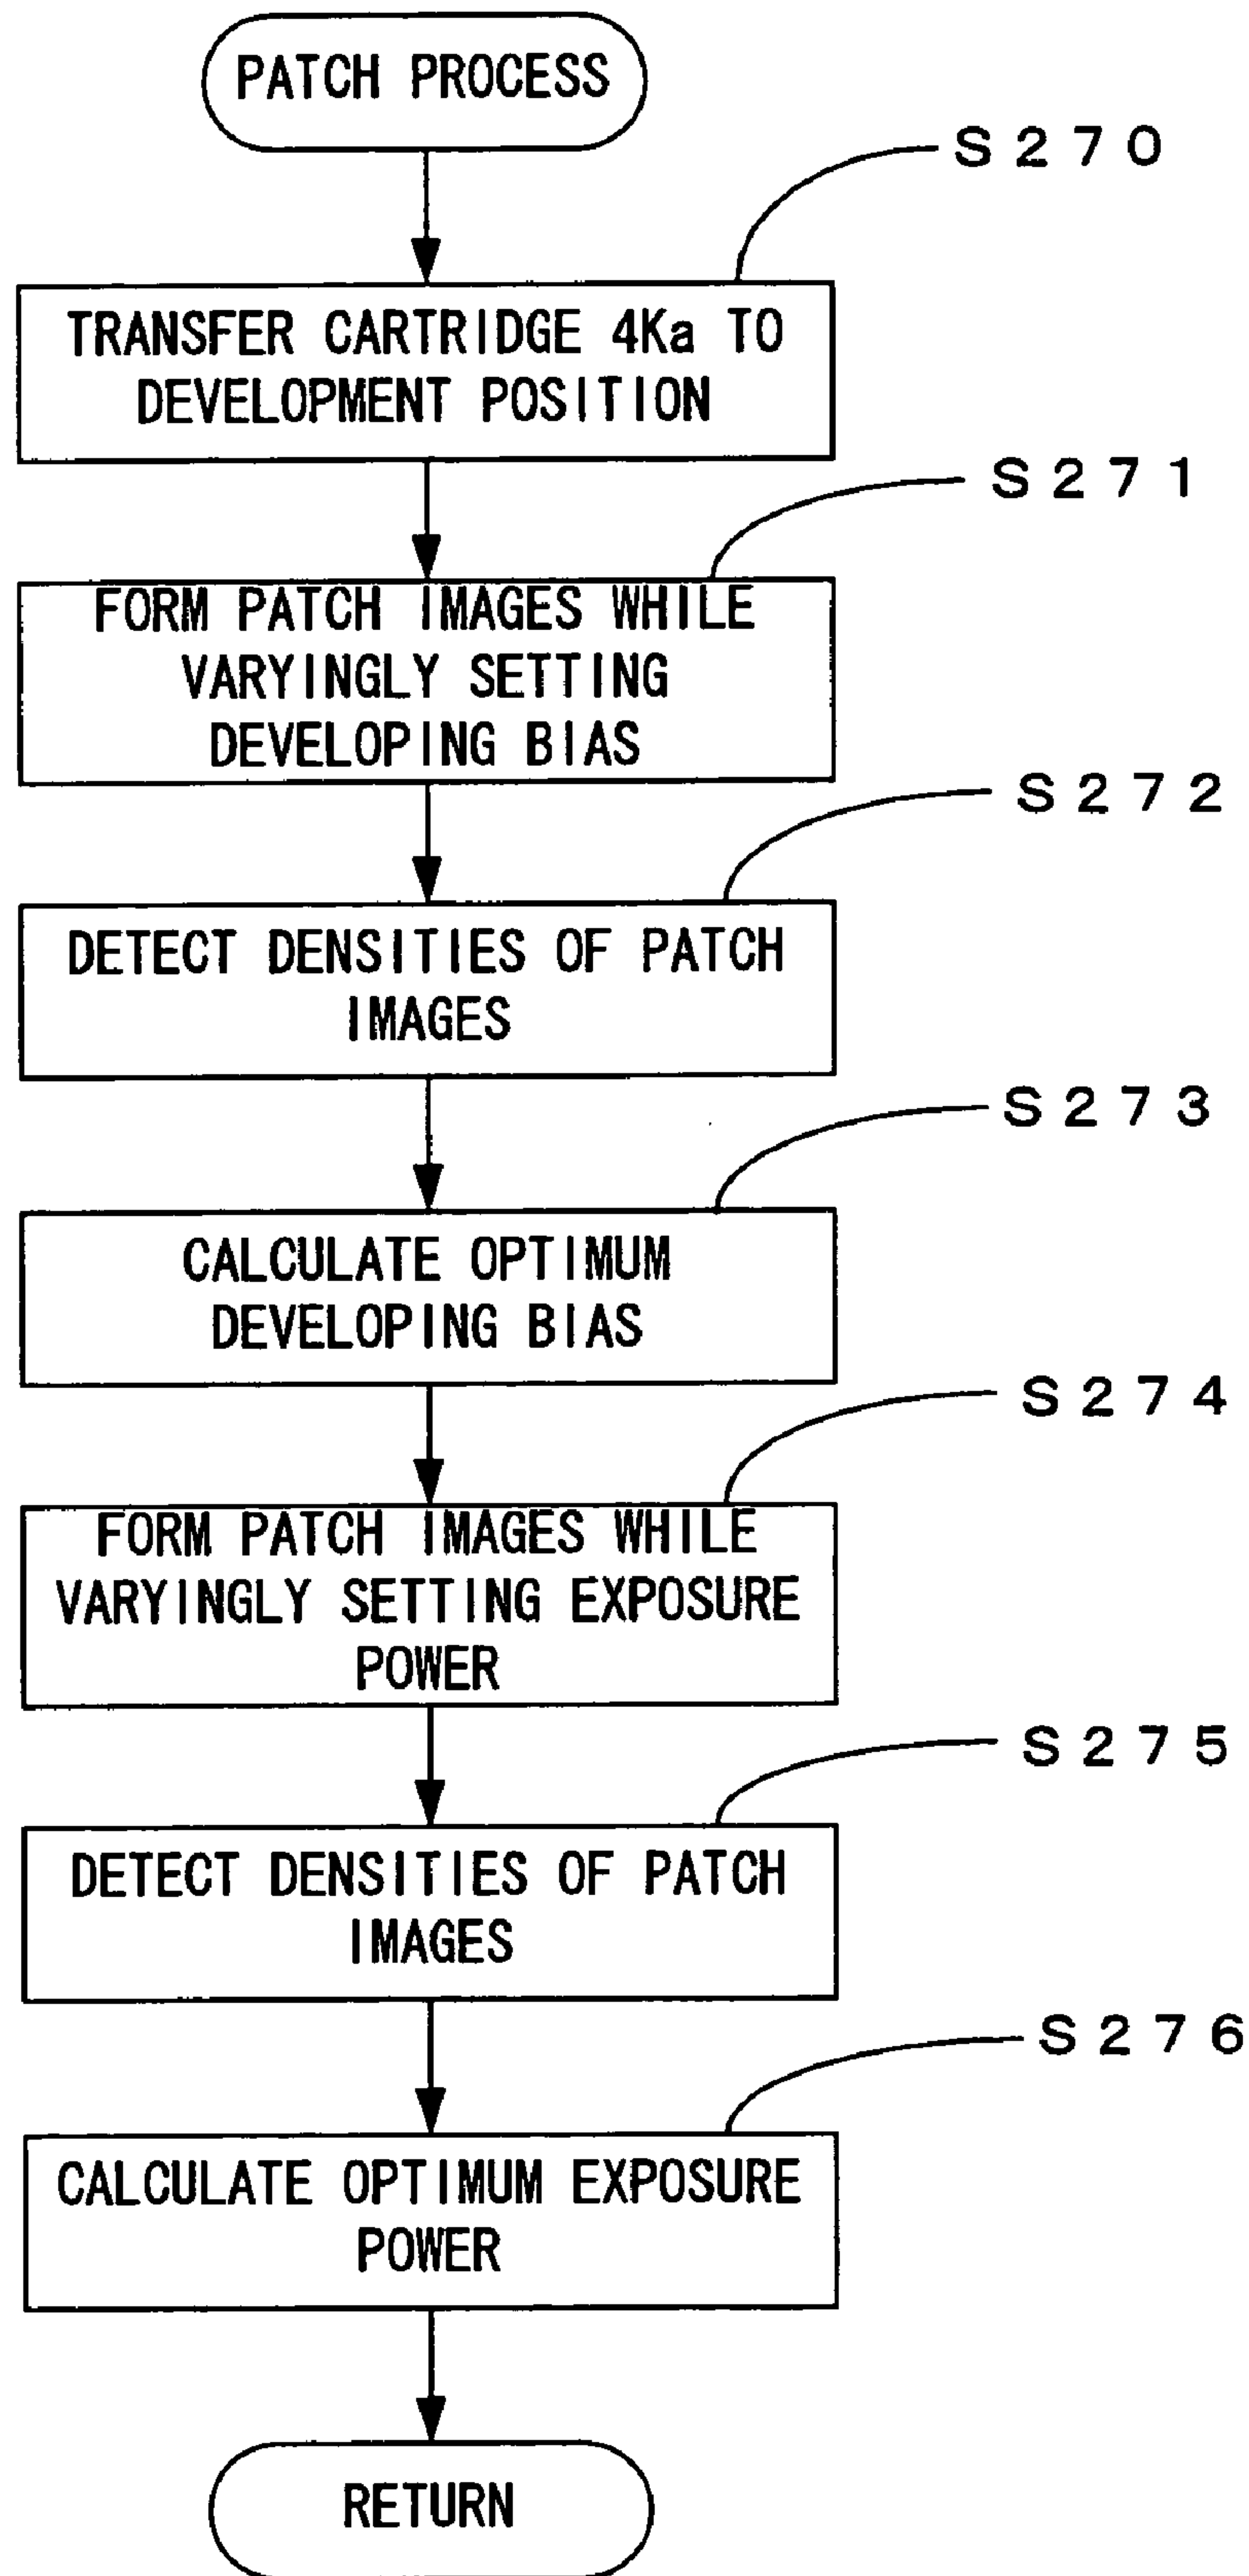 PATCH PROCESS
S270
TRANSFER CARTRIDGE 4Ka TO
DEVELOPMENT POSITION
S271
FORM PATCH IMAGES WHILE
VARYINGLY SETTING
DEVELOPING BIAS
S272
DETECT DENSITIES OF PATCH
IMAGES
S273
CALCULATE OPTIMUM
DEVELOPING BIAS
S274
FORM PATCH IMAGES WHILE
VARYINGLY SETTING EXPOSURE
POWER
S275
DETECT DENSITIES OF PATCH
IMAGES
S276
CALCULATE OPTIMUM EXPOSURE
POWER
RETURN